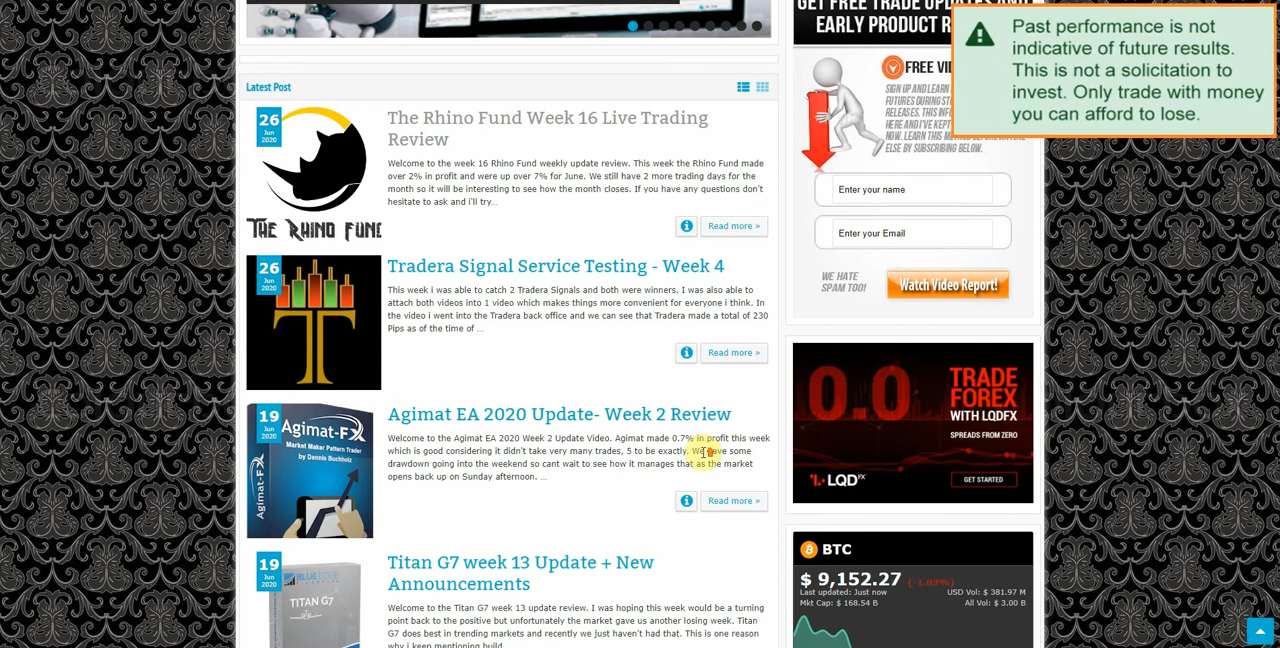 Latest Post
26
Jun
2020
THE RHINO FUND
The Rhino Fund Week 16 Live Trading
Review
Welcome to the week 16 Rhino Fund weekly update review. This week the Rhino Fund made
over 2% in profit and were up over 7% for June. We still have 2 more trading days for the
month so it will be interesting to see how the month closes. If you have any questions don't
hesitate to ask and i'll try...
Read more »
26
Jun
2020
T
Tradera Signal Service Testing - Week 4
This week i was able to catch 2 Tradera Signals and both were winners. I was also able to
attach both videos into 1 video which makes things more convenient for everyone i think. In
the video i went into the Tradera back office and we can see that Tradera made a total of 230
Pips as of the time of ...
Read more »
19
Jun
2020
Agimat-FX
Market Maker Pattern Trader
by Dennis Buchholz
Agimat-FX
Agimat EA 2020 Update- Week 2 Review
Welcome to the Agimat EA 2020 Week 2 Update Video. Agimat made 0.7% in profit this week
which is good considering it didn't take very many trades, 5 to be exactly. We have some
drawdown going into the weekend so cant wait to see how it manages that as the market
opens back up on Sunday afternoon. ...
Read more »
19
Jun
2020
TITAN G7
Titan G7 week 13 Update + New
Announcements
Welcome to the Titan G7 week 13 update review. I was hoping this week would be a turning
point back to the positive but unfortunately the market gave us another losing week. Titan
G7 does best in trending markets and recently we just haven't had that. This is one reason
why i keep mentioning build
GET FREE TRADE UPDATES AND
EARLY PRODUCT R
Past performance is not
indicative of future results.
This is not a solicitation to
invest. Only trade with money
you can afford to lose.
FREE VI
SIGN UP AND LEARN
FUTURES DURING
RELEASES. THIS
HERE AND I'VE KEPT
NOW. LEARN THIS
ELSE BY SUBSCRIBING BELOW.
Enter your name
Enter your Email
WE HATE
SPAM TOO!
Watch Video Report!
0.0
TRADE
FOREX
WITH LQDFX
SPREADS FROM ZERO
LQD FX
GET STARTED
BTC
$ 9,152.27 (-1.03%)
Last updated: Just now
USD Vol: $ 381.97 M
Mkt Cap: $ 168.54 B
All Vol: $ 3.00 B